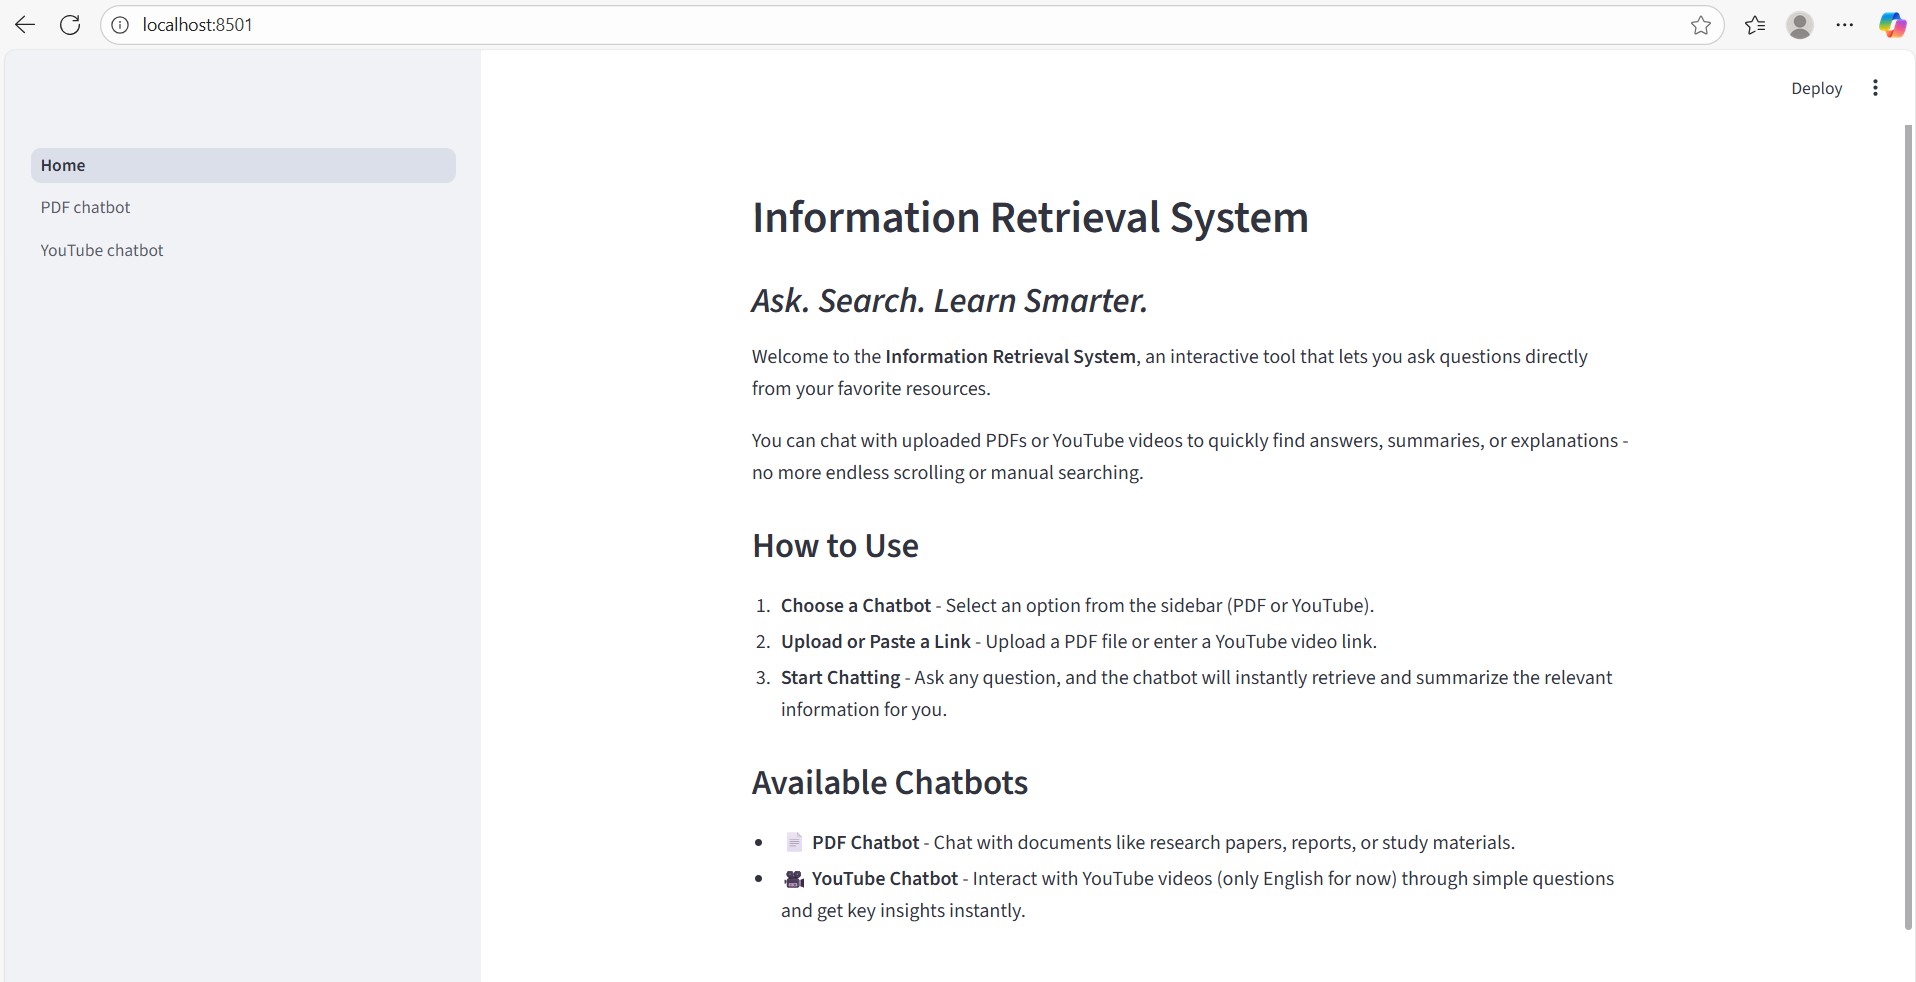 localhost:8501
Deploy
Home
PDF chatbot
YouTube chatbot
Information Retrieval System
Ask. Search. Learn Smarter.
Welcome to the Information Retrieval System, an interactive tool that lets you ask questions directly
from your favorite resources.
You can chat with uploaded PDFs or YouTube videos to quickly find answers, summaries, or explanations -
no more endless scrolling or manual searching.
How to Use
1. Choose a Chatbot - Select an option from the sidebar (PDF or YouTube).
2. Upload or Paste a Link - Upload a PDF file or enter a YouTube video link.
3. Start Chatting - Ask any question, and the chatbot will instantly retrieve and summarize the relevant
information for you.
Available Chatbots
• PDF Chatbot - Chat with documents like research papers, reports, or study materials.
• YouTube Chatbot - Interact with YouTube videos (only English for now) through simple questions
and get key insights instantly.